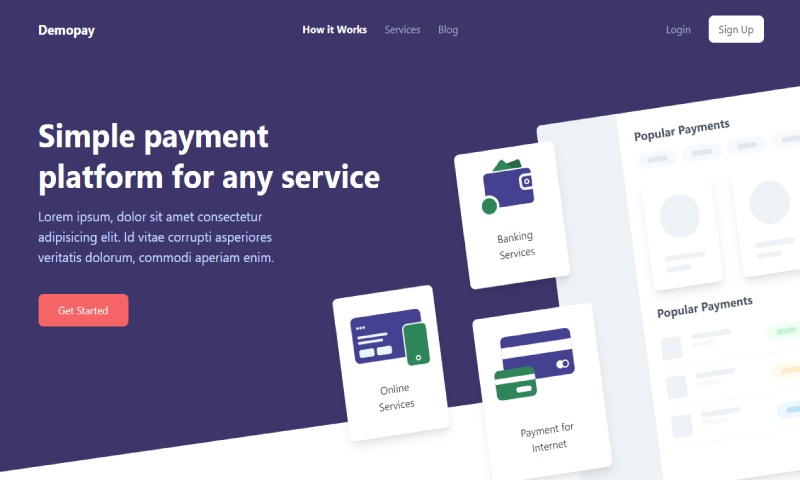 Demopay
How it Works
Services
Blog
Login
Sign Up
Simple payment
platform for any service
Lorem ipsum, dolor sit amet consectetur
adipisicing elit. Id vitae corrupti asperiores
veritatis dolorum, commodi aperiam enim.
Get Started
Popular Payments
Banking
Services
Popular Payments
Online
Services
Payment for
Internet